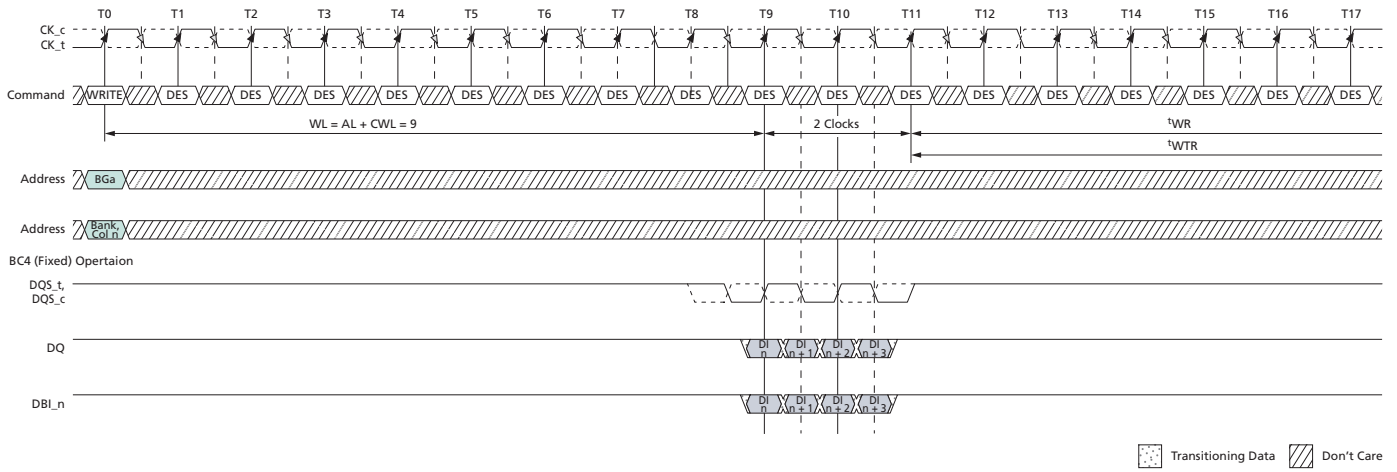 T0 T1 T2 T3 T4 T5 T6 T7 T8 T9 T10 T11 T12 T13 T14 T15 T16 T17
CK_c
CK_t
Command WRITE DES DES DES DES DES DES DES DES DES DES DES DES DES DES DES DES DES
WL = AL + CWL = 9 2 Clocks tWR
tWTR
Address BGa
Address Bank, Col n
BC4 (Fixed) Opertaion
DQS_t,
DQS_c
DQ DI n DI n + 1 DI n + 2 DI n + 3
DBI_n DI n DI n + 1 DI n + 2 DI n + 3
Transitioning Data Don't Care